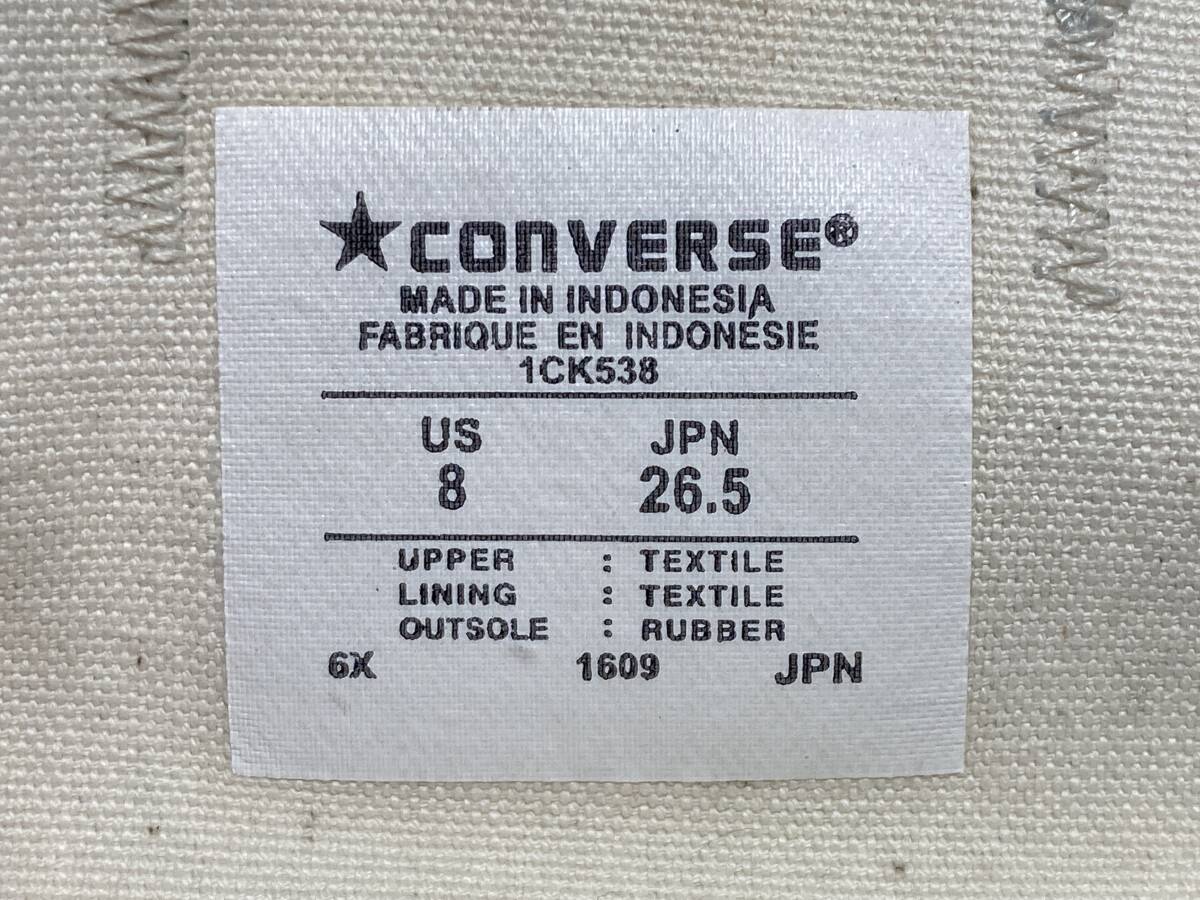 ★CONVERSE®
MADE IN INDONESIA
FABRIQUE EN INDONÉSIE
1CK538
US JPN
8 26.5
UPPER : TEXTILE
LINING : TEXTILE
OUTSOLE : RUBBER
6X 1609 JPN